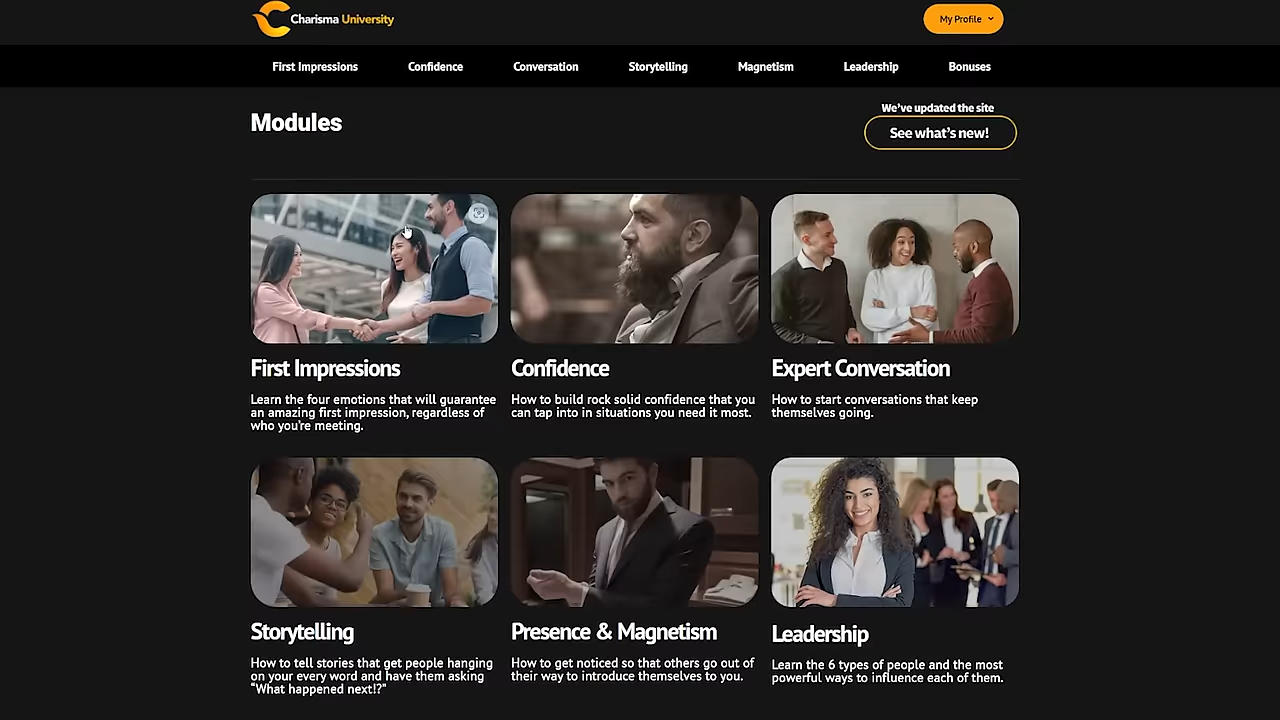 Charisma University
My Profile
First Impressions
Confidence
Conversation
Storytelling
Magnetism
Leadership
Bonuses
Modules
We've updated the site
See what's new!
First Impressions
Learn the four emotions that will guarantee
an amazing first impression, regardless of
who you're meeting.
Confidence
How to build rock solid confidence that you
can tap into in situations you need it most.
Expert Conversation
How to start conversations that keep
themselves going.
Storytelling
How to tell stories that get people hanging
on your every word and have them asking
"What happened next!?"
Presence & Magnetism
How to get noticed so that others go out of
their way to introduce themselves to you.
Leadership
Learn the 6 types of people and the most
powerful ways to influence each of them.